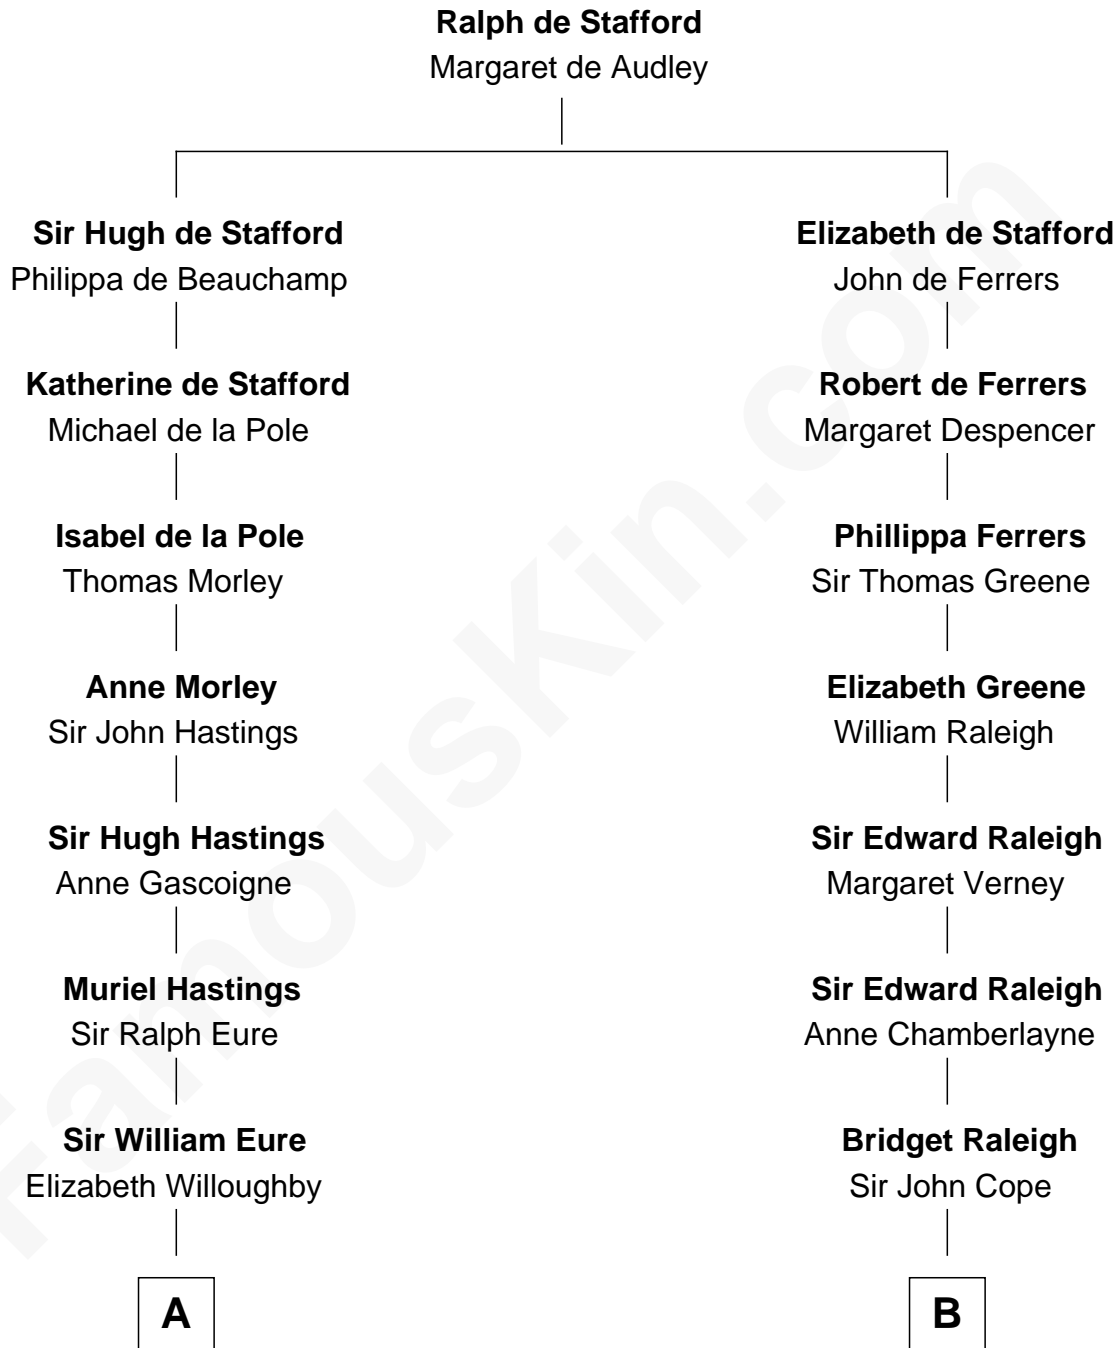 Ralph de Stafford
Margaret de Audley
Sir Hugh de Stafford
Philippa de Beauchamp
Katherine de Stafford
Michael de la Pole
Isabel de la Pole
Thomas Morley
Anne Morley
Sir John Hastings
Sir Hugh Hastings
Anne Gascoigne
Muriel Hastings
Sir Ralph Eure
Sir William Eure
Elizabeth Willoughby
A
Elizabeth de Stafford
John de Ferrers
Robert de Ferrers
Margaret Despencer
Phillippa Ferrers
Sir Thomas Greene
Elizabeth Greene
William Raleigh
Sir Edward Raleigh
Margaret Verney
Sir Edward Raleigh
Anne Chamberlayne
Bridget Raleigh
Sir John Cope
B
FamousKin.com